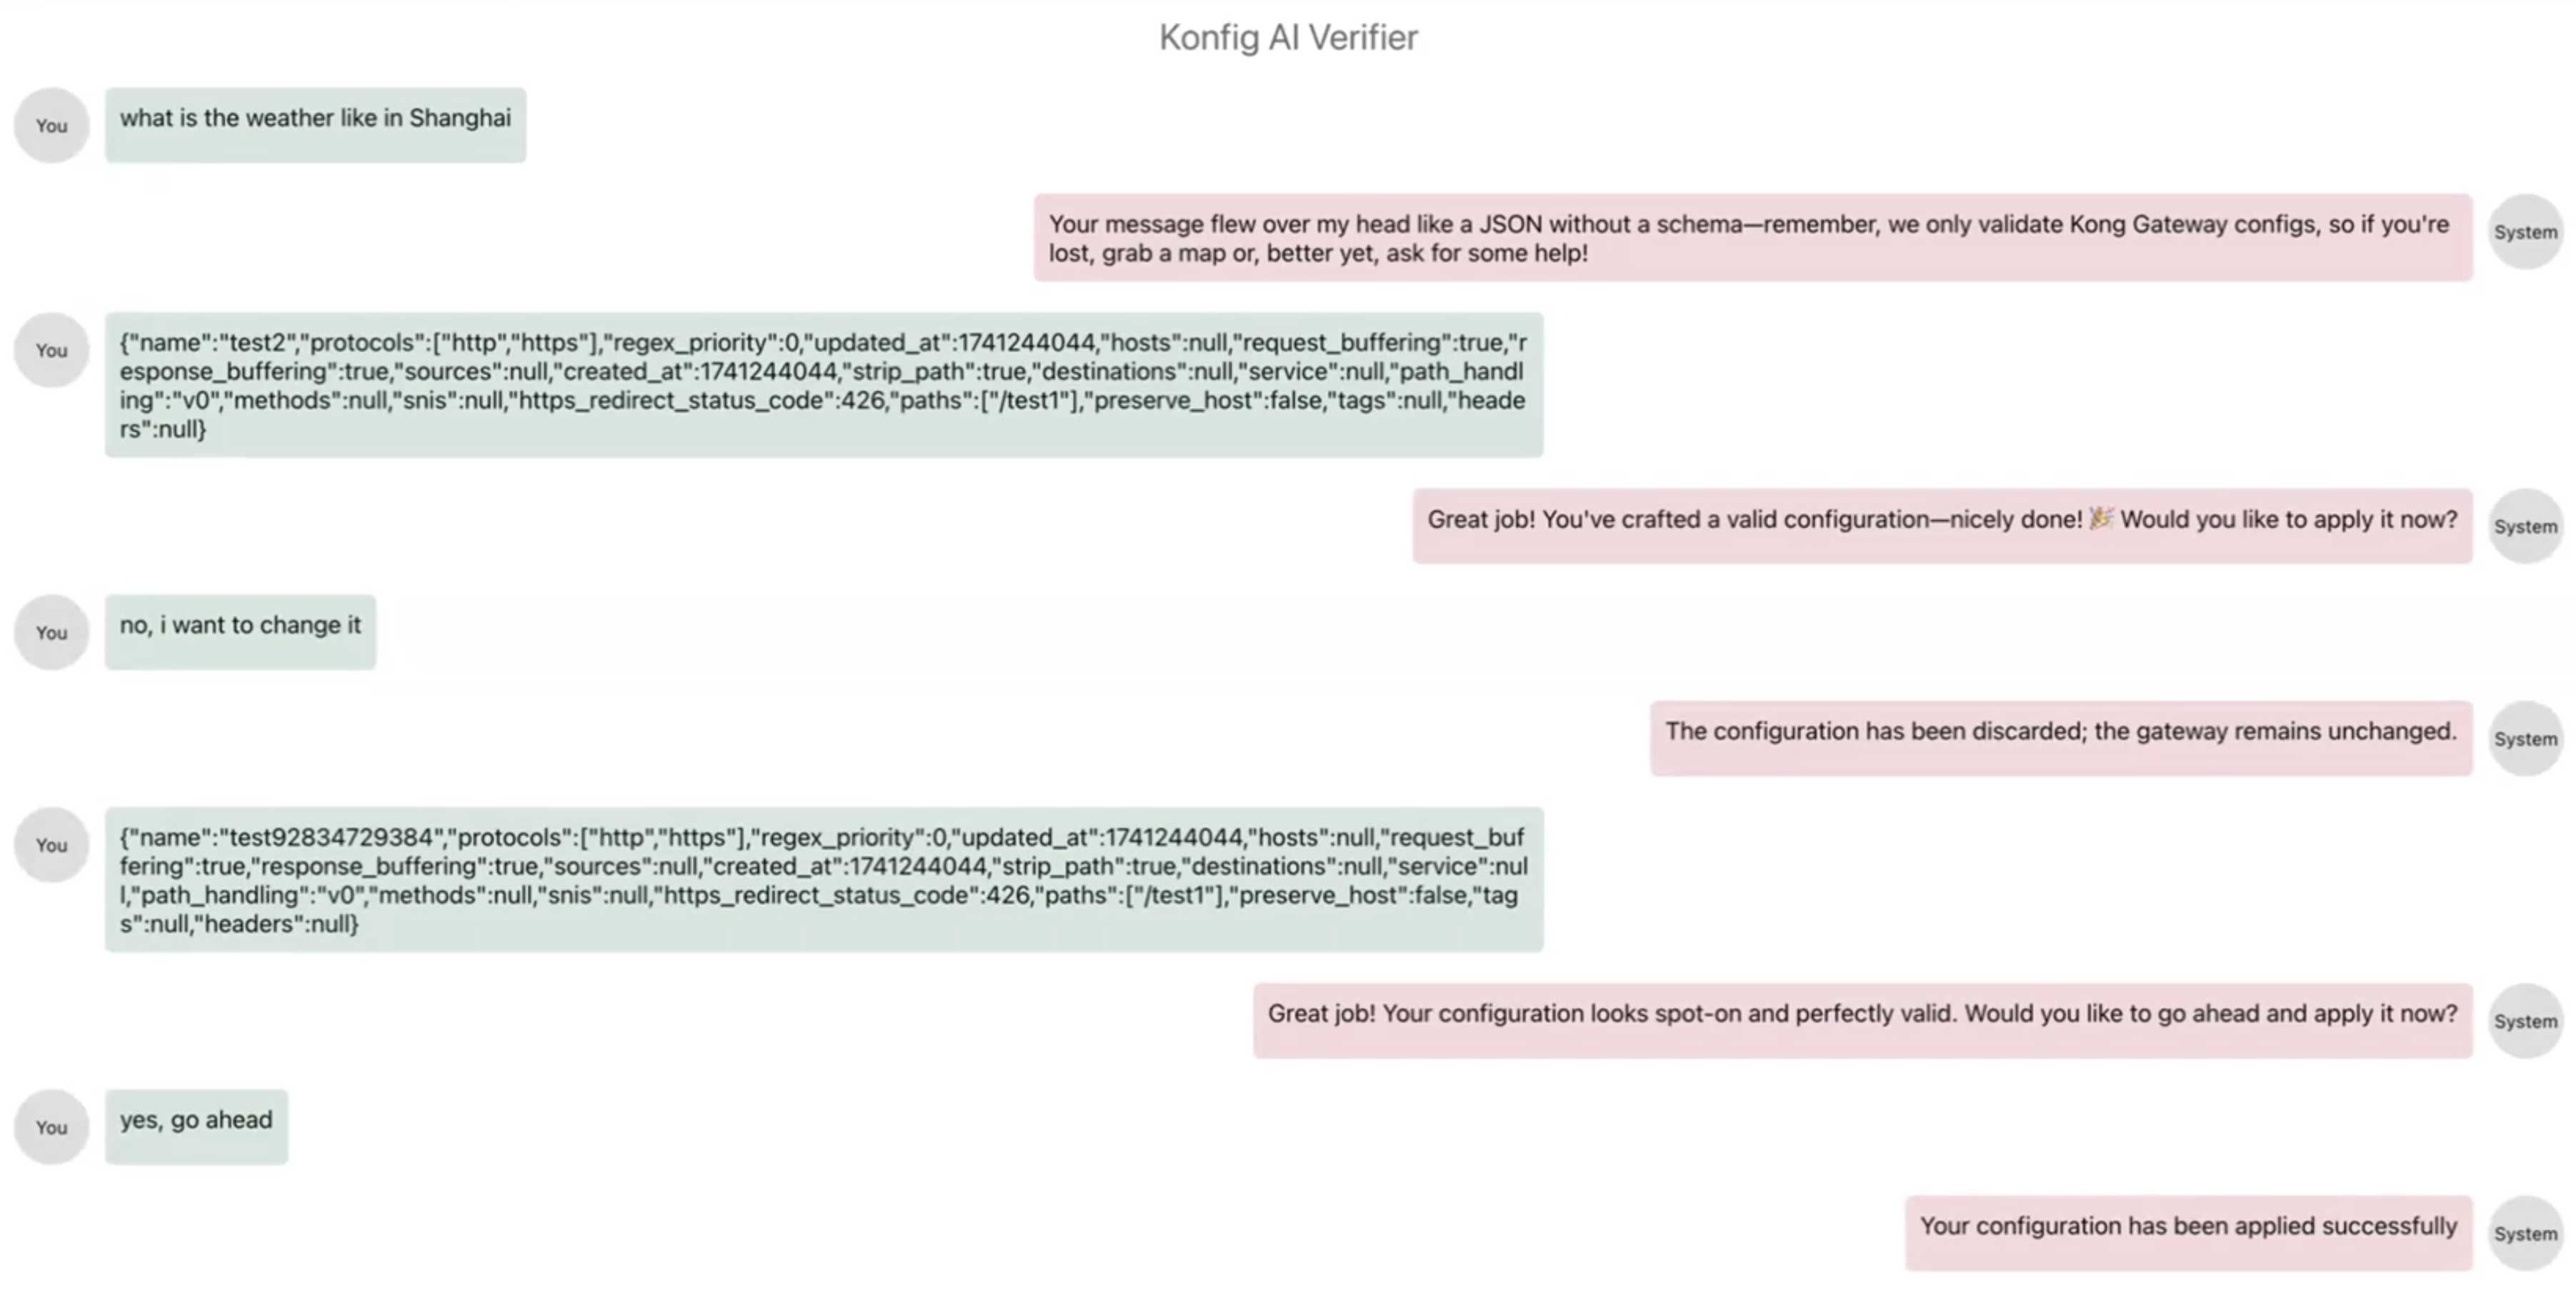 Konfig AI Verifier
You
what is the weather like in Shanghai
Your message flew over my head like a JSON without a schema—remember, we only validate Kong Gateway configs, so if you're
lost, grab a map or, better yet, ask for some help!
System
You
{"name":"test2","protocols":["http","https"],"regex_priority":0,"updated_at":1741244044,"hosts":null,"request_buffering":true,"r
esponse_buffering":true,"sources":null,"created_at":1741244044,"strip_path":true,"destinations":null,"service":null,"path_handl
ing":"v0","methods":null,"snis":null,"https_redirect_status_code":426,"paths":["/test1"],"preserve_host":false,"tags":null,"heade
rs":null}
Great job! You've crafted a valid configuration—nicely done! 🎉 Would you like to apply it now?
System
You
no, i want to change it
The configuration has been discarded; the gateway remains unchanged.
System
You
{"name":"test92834729384","protocols":["http","https"],"regex_priority":0,"updated_at":1741244044,"hosts":null,"request_buf
fering":true,"response_buffering":true,"sources":null,"created_at":1741244044,"strip_path":true,"destinations":null,"service":nul
l,"path_handling":"v0","methods":null,"snis":null,"https_redirect_status_code":426,"paths":["/test1"],"preserve_host":false,"tag
s":null,"headers":null}
Great job! Your configuration looks spot-on and perfectly valid. Would you like to go ahead and apply it now?
System
You
yes, go ahead
Your configuration has been applied successfully
System